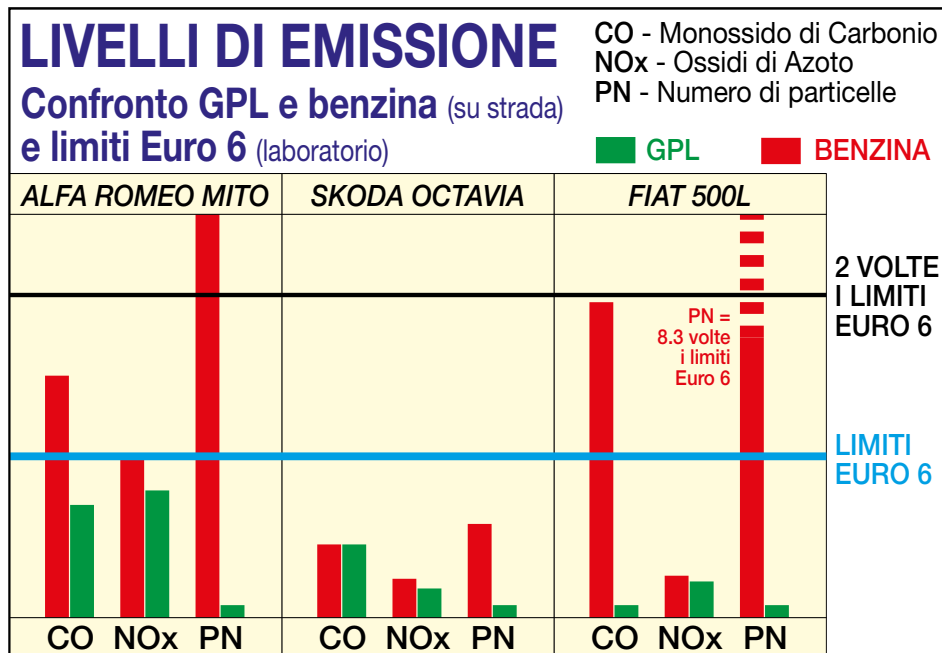 LIVELLI DI EMISSIONE
Confronto GPL e benzina (su strada)
e limiti Euro 6 (laboratorio)
CO - Monossido di Carbonio
NOx - Ossidi di Azoto
PN - Numero di particelle
GPL BENZINA
ALFA ROMEO MITO SKODA OCTAVIA FIAT 500L
2 VOLTE
I LIMITI
EURO 6
PN =
8.3 volte
i limiti
Euro 6
LIMITI
EURO 6
CO NOx PN CO NOx PN CO NOx PN